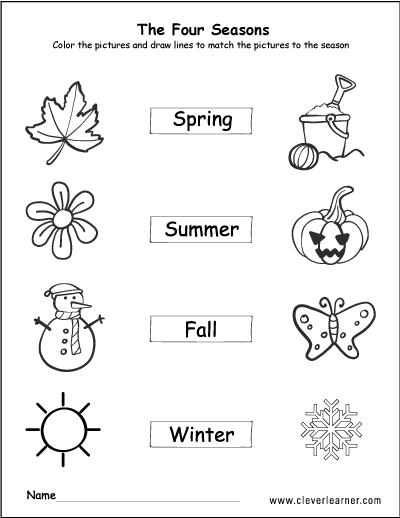 The Four Seasons
Color the pictures and draw lines to match the pictures to the season
Spring
Summer
Fall
Winter
Name
www.cleverlearner.com